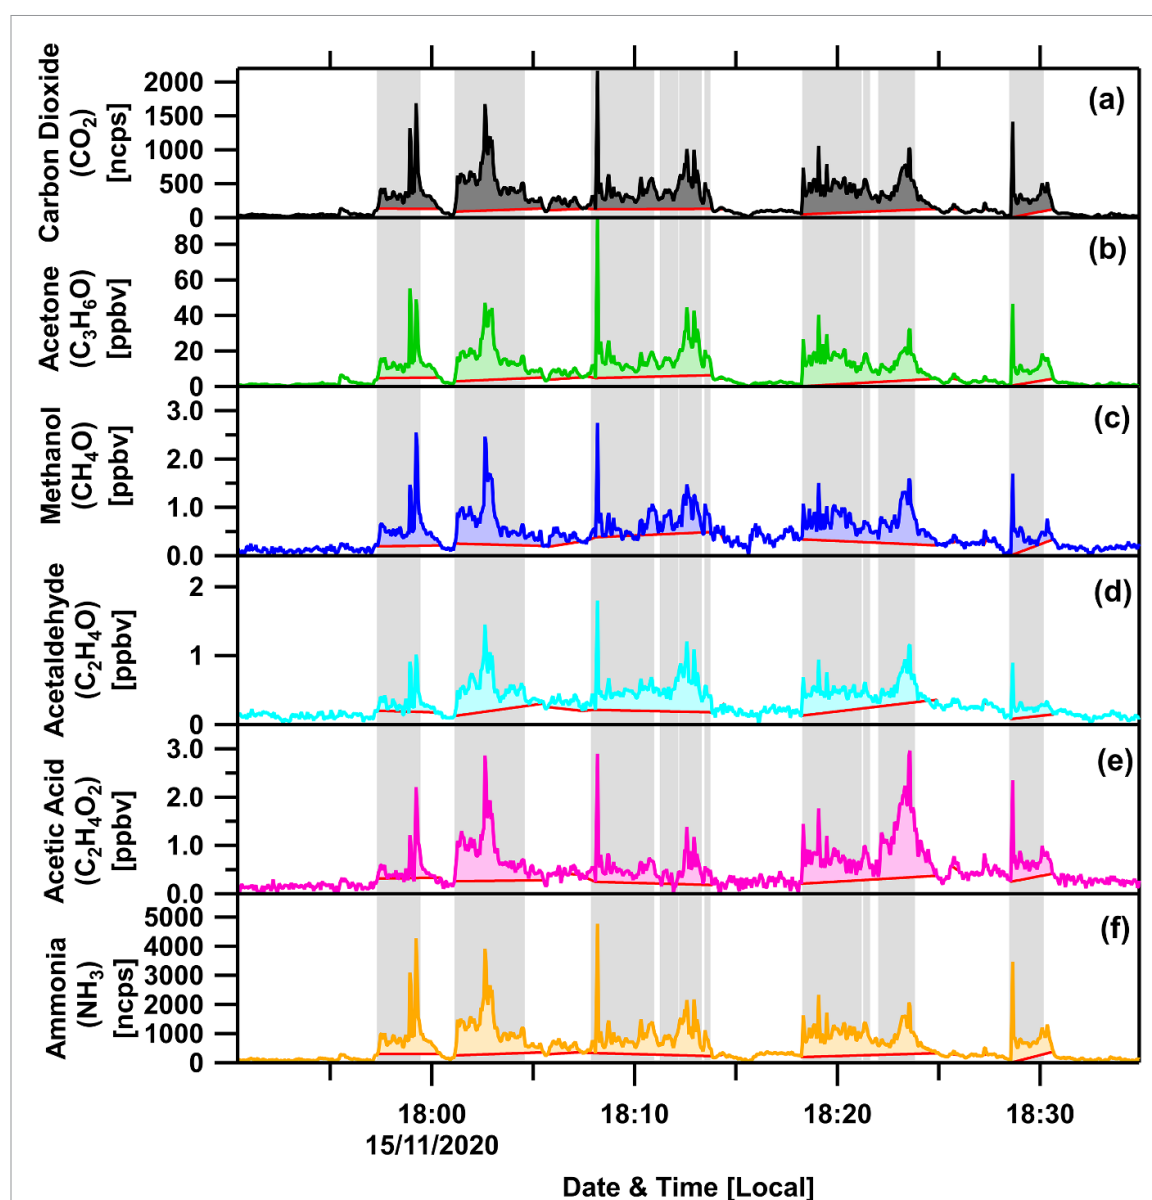 Carbon Dioxide
(CO2)
[ncps]
2000
1500
1000
500
0
(a)
Acetone
(C3H6O)
[ppbv]
80
60
40
20
0
(b)
Methanol
(CH4O)
[ppbv]
3.0
2.0
1.0
0.0
(c)
Acetaldehyde
(C2H4O)
[ppbv]
2
1
0
(d)
Acetic Acid
(C2H4O2)
[ppbv]
3.0
2.0
1.0
0.0
(e)
Ammonia
(NH3)
[ncps]
5000
4000
3000
2000
1000
0
(f)
18:00 18:10 18:20 18:30
15/11/2020
Date & Time [Local]